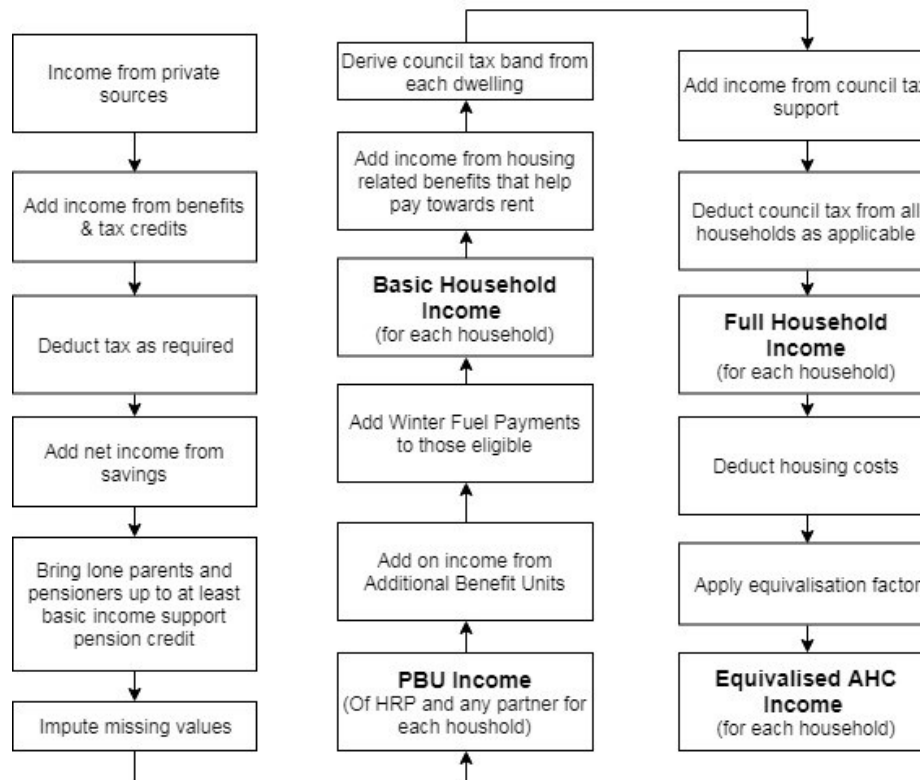 Income from private
sources
Add income from benefits
& tax credits
Deduct tax as required
Add net income from
savings
Bring lone parents and
pensioners up to at least
basic income support
pension credit
Impute missing values
PBU Income
(Of HRP and any partner for
each houshold)
Add on income from
Additional Benefit Units
Add Winter Fuel Payments
to those eligible
Basic Household
Income
(for each household)
Add income from housing
related benefits that help
pay towards rent
Derive council tax band from
each dwelling
Add income from council tax
support
Deduct council tax from all
households as applicable
Full Household
Income
(for each household)
Deduct housing costs
Apply equivalisation factor
Equivalised AHC
Income
(for each household)